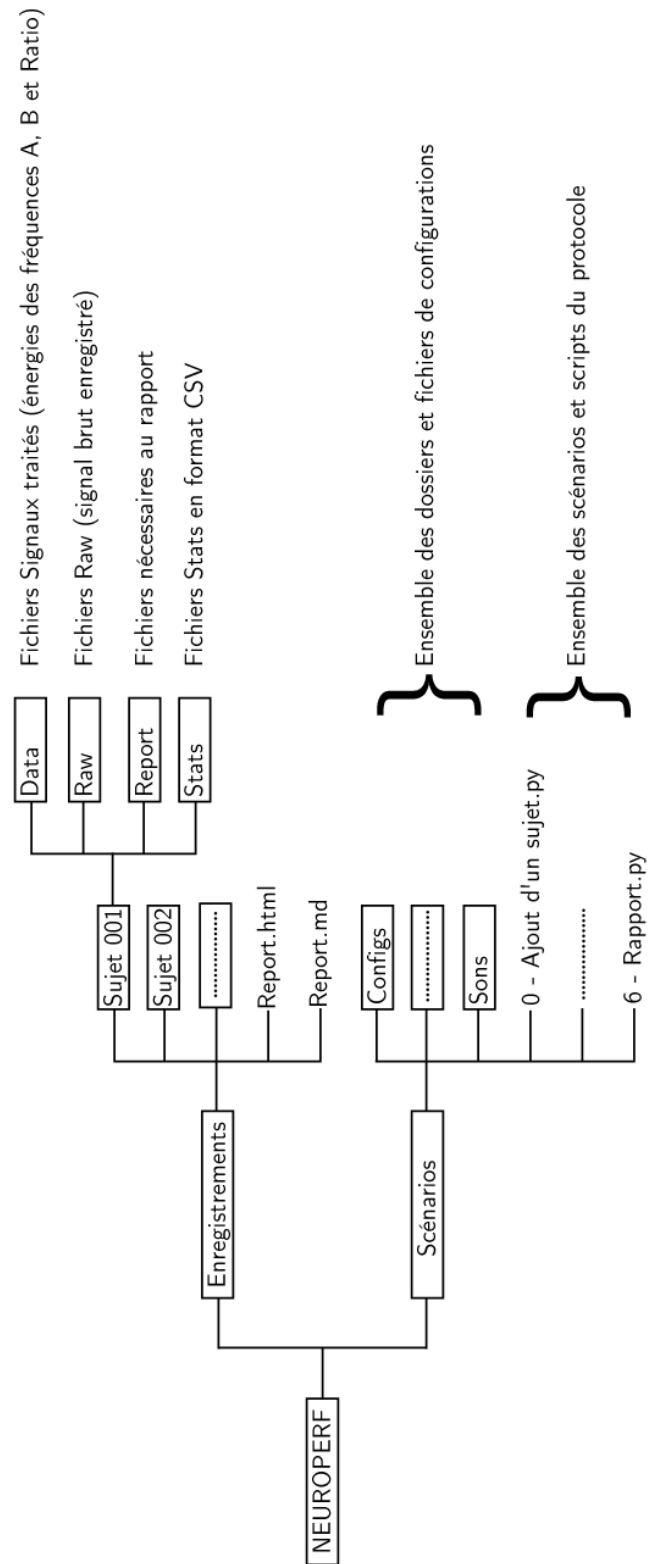 NEUROPERF
Enregistrements
Sujet 001
Data
Fichiers Signaux traités (énergies des fréquences A, B et Ratio)
Raw
Fichiers Raw (signal brut enregistré)
Report
Fichiers nécessaires au rapport
Stats
Fichiers Stats en format CSV
Sujet 002
..............
Report.html
Report.md
Scénarios
Configs
..............
Sons
Ensemble des dossiers et fichiers de configurations
0 - Ajout d'un sujet.py
..............
6 - Rapport.py
Ensemble des scénarios et scripts du protocole